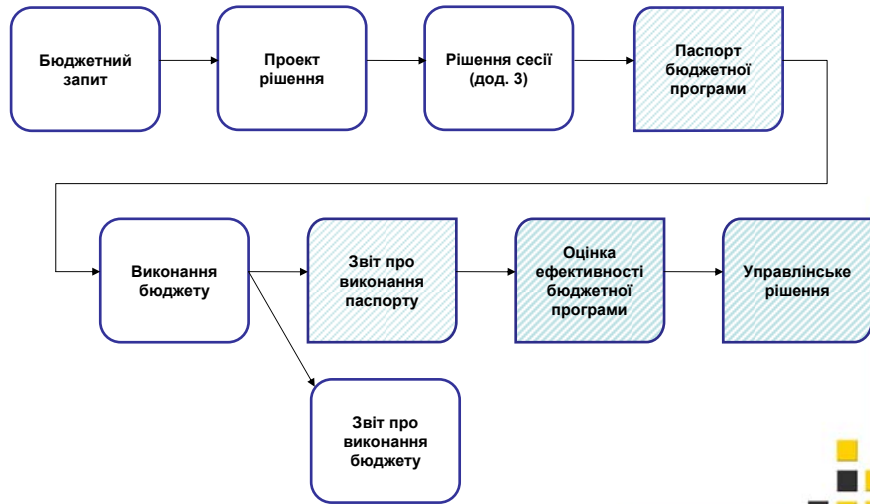 Бюджетний
запит
Проект
рішення
Рішення сесії
(дод. 3)
Паспорт
бюджетної
програми
Виконання
бюджету
Звіт про
виконання
паспорту
Оцінка
ефективності
бюджетної
програми
Управлінське
рішення
Звіт про
виконання
бюджету